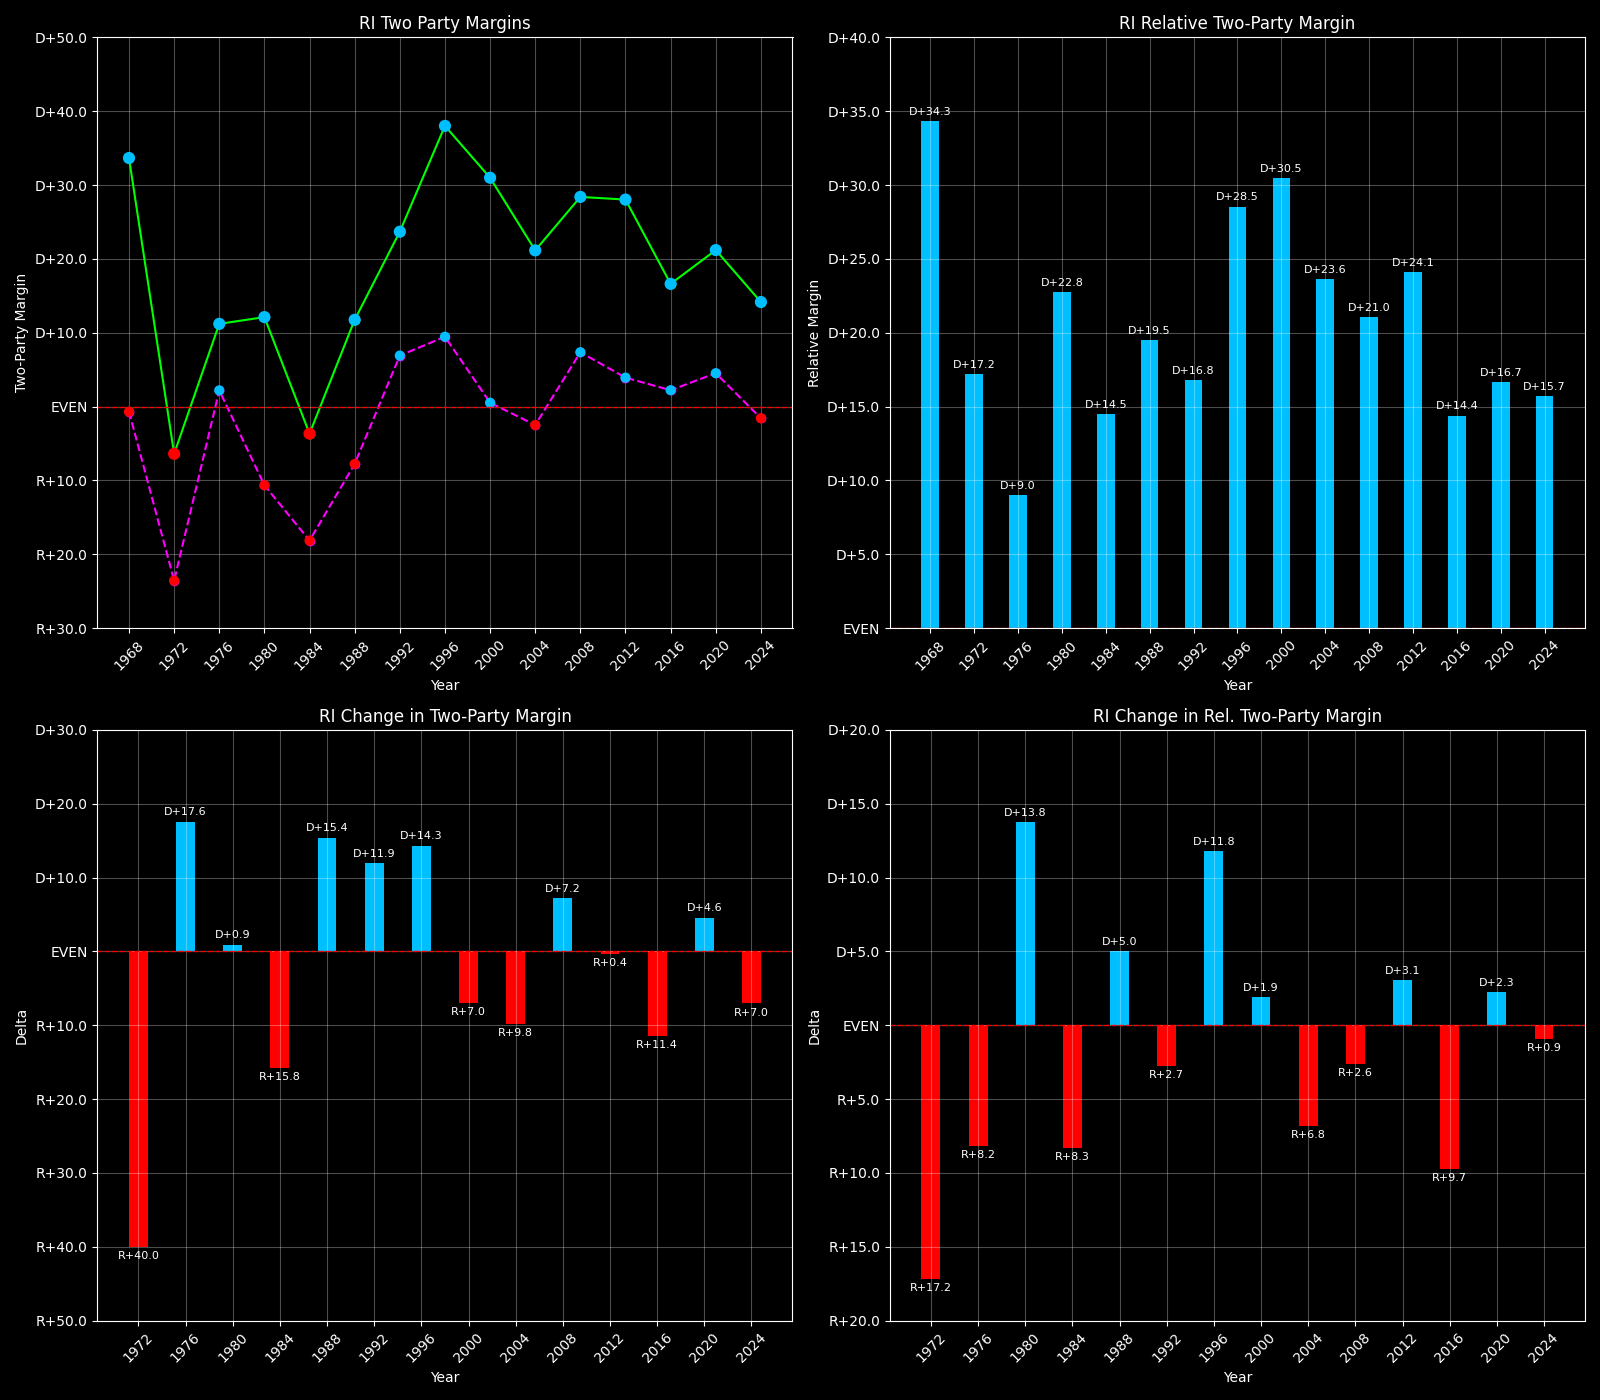 RI Two Party Margins
D+50.0
D+40.0
D+30.0
D+20.0
D+10.0
EVEN
R+10.0
R+20.0
R+30.0
Two-Party Margin
1968 1972 1976 1980 1984 1988 1992 1996 2000 2004 2008 2012 2016 2020 2024
Year
RI Relative Two-Party Margin
D+40.0
D+35.0
D+30.0
D+25.0
D+20.0
D+15.0
D+10.0
D+5.0
EVEN
Relative Margin
D+34.3
D+17.2
D+9.0
D+22.8
D+14.5
D+19.5
D+16.8
D+28.5
D+30.5
D+23.6
D+21.0
D+24.1
D+14.4
D+16.7
D+15.7
1968 1972 1976 1980 1984 1988 1992 1996 2000 2004 2008 2012 2016 2020 2024
Year
RI Change in Two-Party Margin
D+30.0
D+20.0
D+10.0
EVEN
R+10.0
R+20.0
R+30.0
R+40.0
R+50.0
Delta
R+40.0
D+17.6
D+0.9
R+15.8
D+15.4
D+11.9
D+14.3
R+7.0
R+9.8
D+7.2
R+0.4
R+11.4
D+4.6
R+7.0
1972 1976 1980 1984 1988 1992 1996 2000 2004 2008 2012 2016 2020 2024
Year
RI Change in Rel. Two-Party Margin
D+20.0
D+15.0
D+10.0
D+5.0
EVEN
R+5.0
R+10.0
R+15.0
R+20.0
Delta
R+17.2
R+8.2
D+13.8
R+8.3
D+5.0
R+2.7
D+11.8
D+1.9
R+6.8
R+2.6
D+3.1
R+9.7
D+2.3
R+0.9
1972 1976 1980 1984 1988 1992 1996 2000 2004 2008 2012 2016 2020 2024
Year